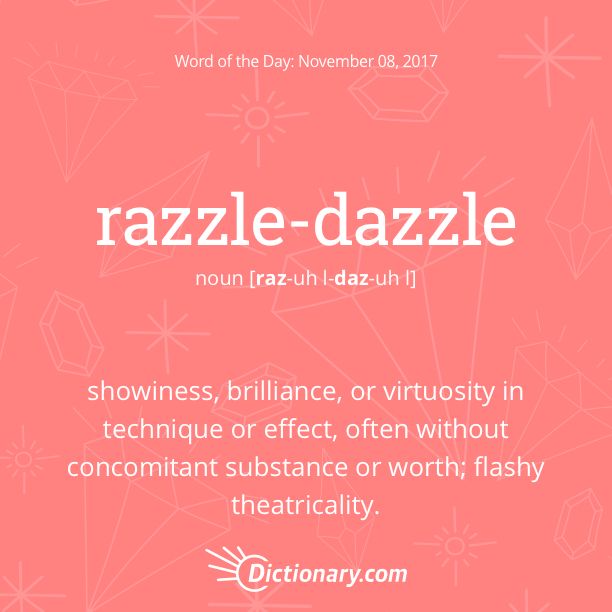 Word of the Day: November 08, 2017
razzle-dazzle
noun [raz-uh l-daz-uh l]
showiness, brilliance, or virtuosity in
technique or effect, often without
concomitant substance or worth; flashy
theatricality.
Dictionary.com